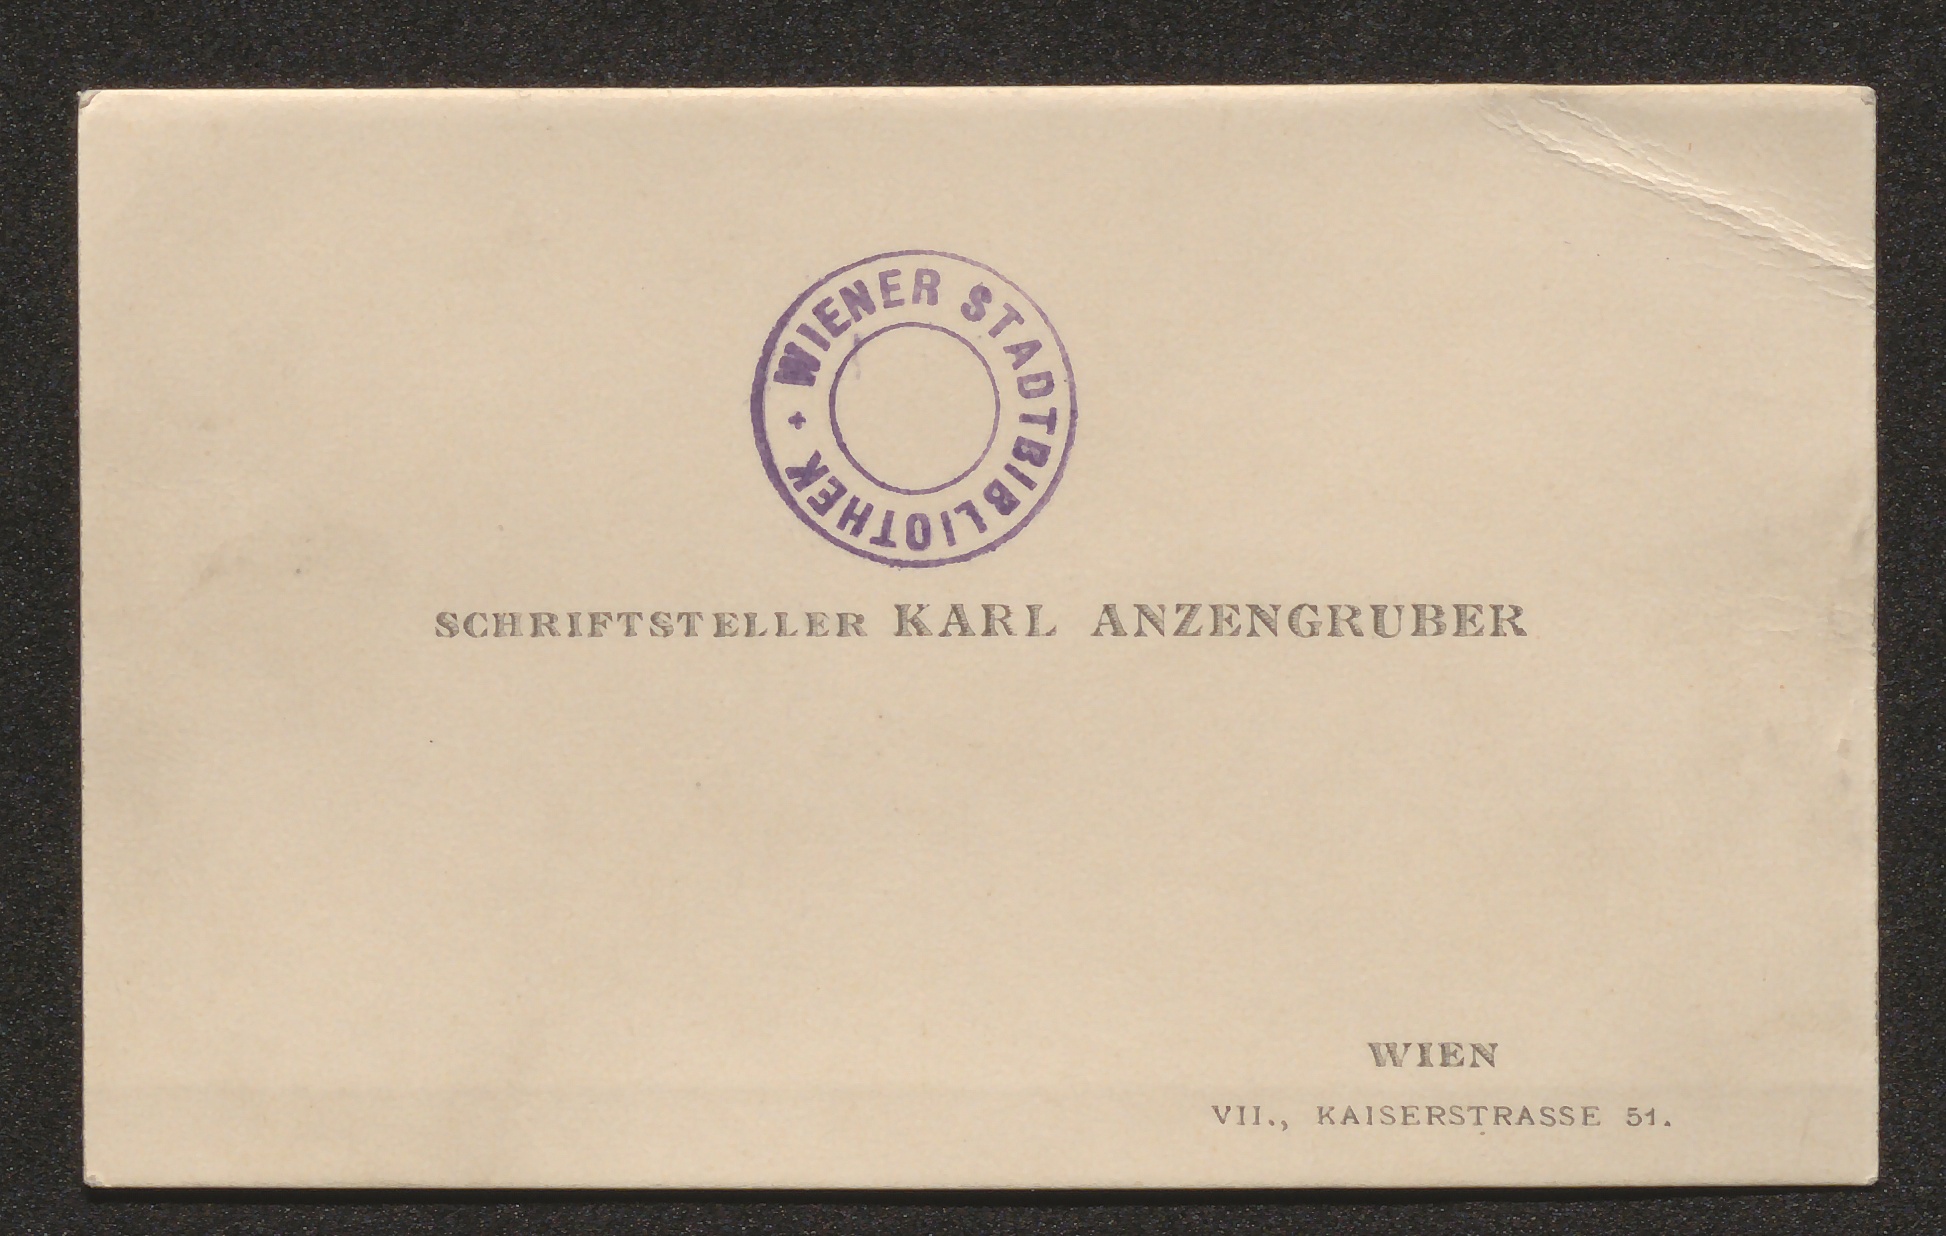 WIENER STADTBIBLIOTHEK +
SCHRIFTSTELLER KARL ANZENGRUBER
WIEN
VII., KAISERSTRASSE 51.